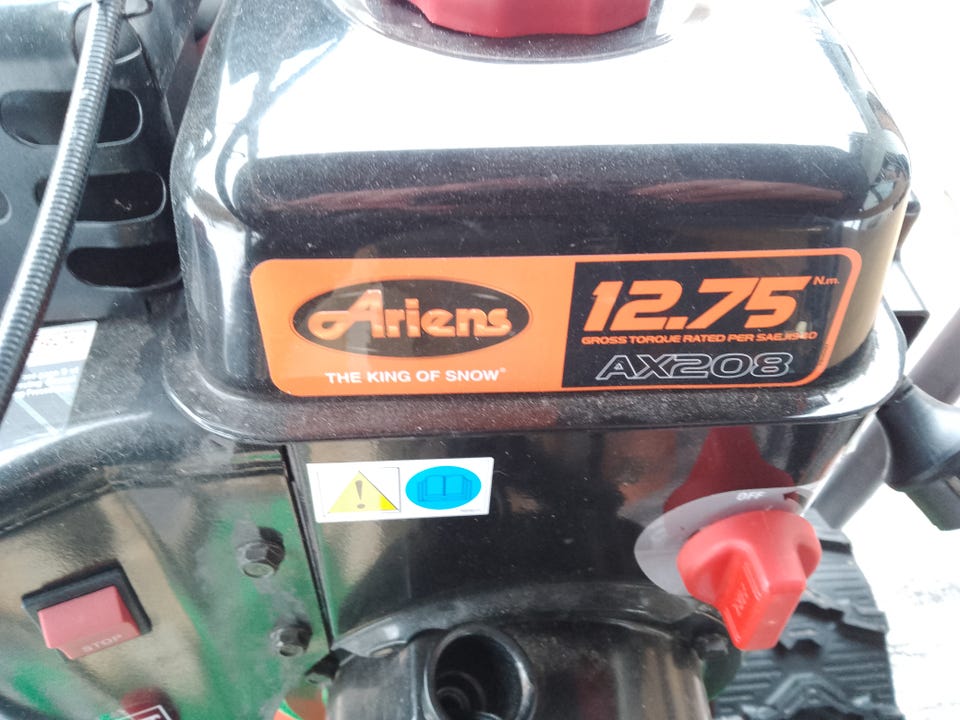 Ariens
THE KING OF SNOW®
12.75 N.m.
GROSS TORQUE RATED PER SAEJ1940
AX208
OFF
STOP